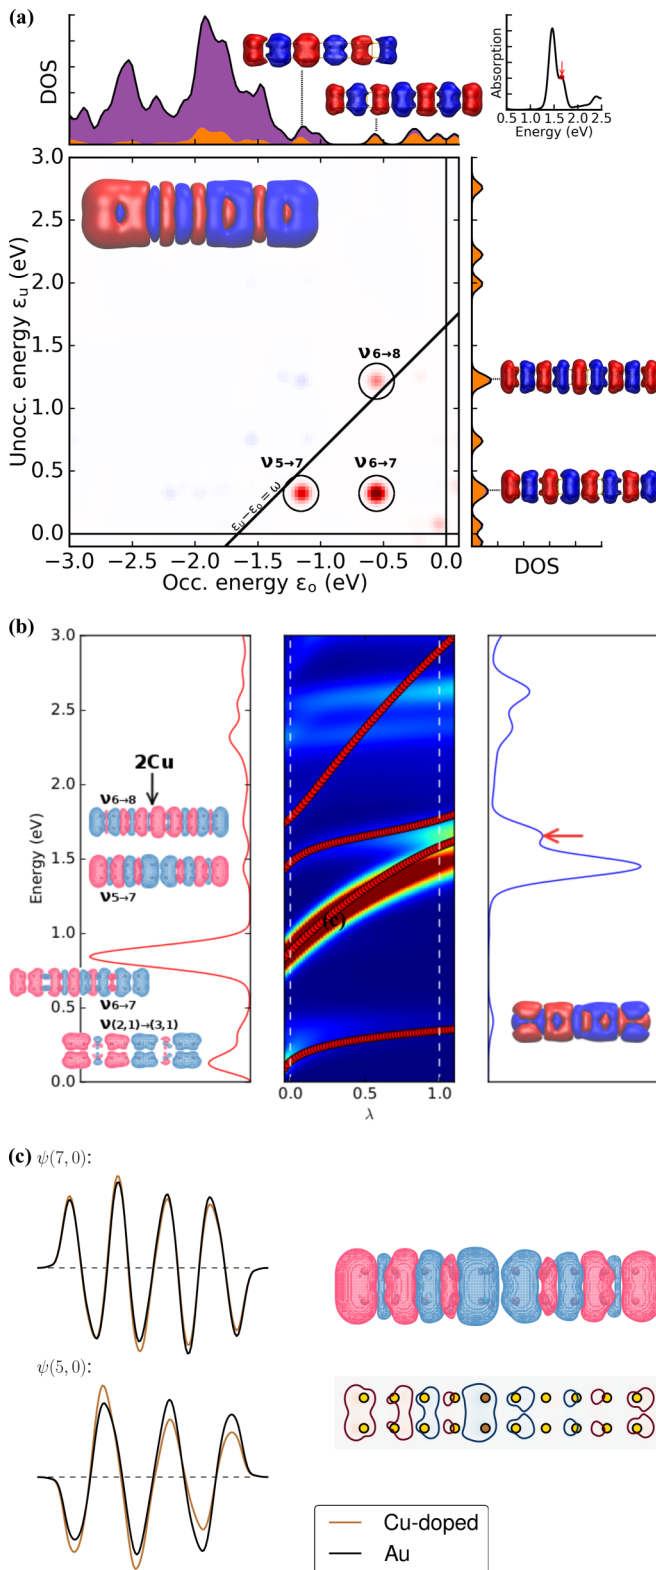 (a)
DOS
Absorption
0.5 1.0 1.5 2.0 2.5
Energy (eV)
3.0
2.5
2.0
1.5
1.0
0.5
0.0
Unocc. energy εu (eV)
ν6→8
ν5→7
ν6→7
εu−εo = ω
−3.0 −2.5 −2.0 −1.5 −1.0 −0.5 0.0
Occ. energy εo (eV)
DOS
(b)
3.0
2.5
2.0
1.5
1.0
0.5
0.0
Energy (eV)
2Cu
ν6→8
ν5→7
ν6→7
ν(2,1)→(3,1)
(c)
0.0 1.0
λ
(c) ψ(7, 0):
ψ(5, 0):
Cu-doped
Au